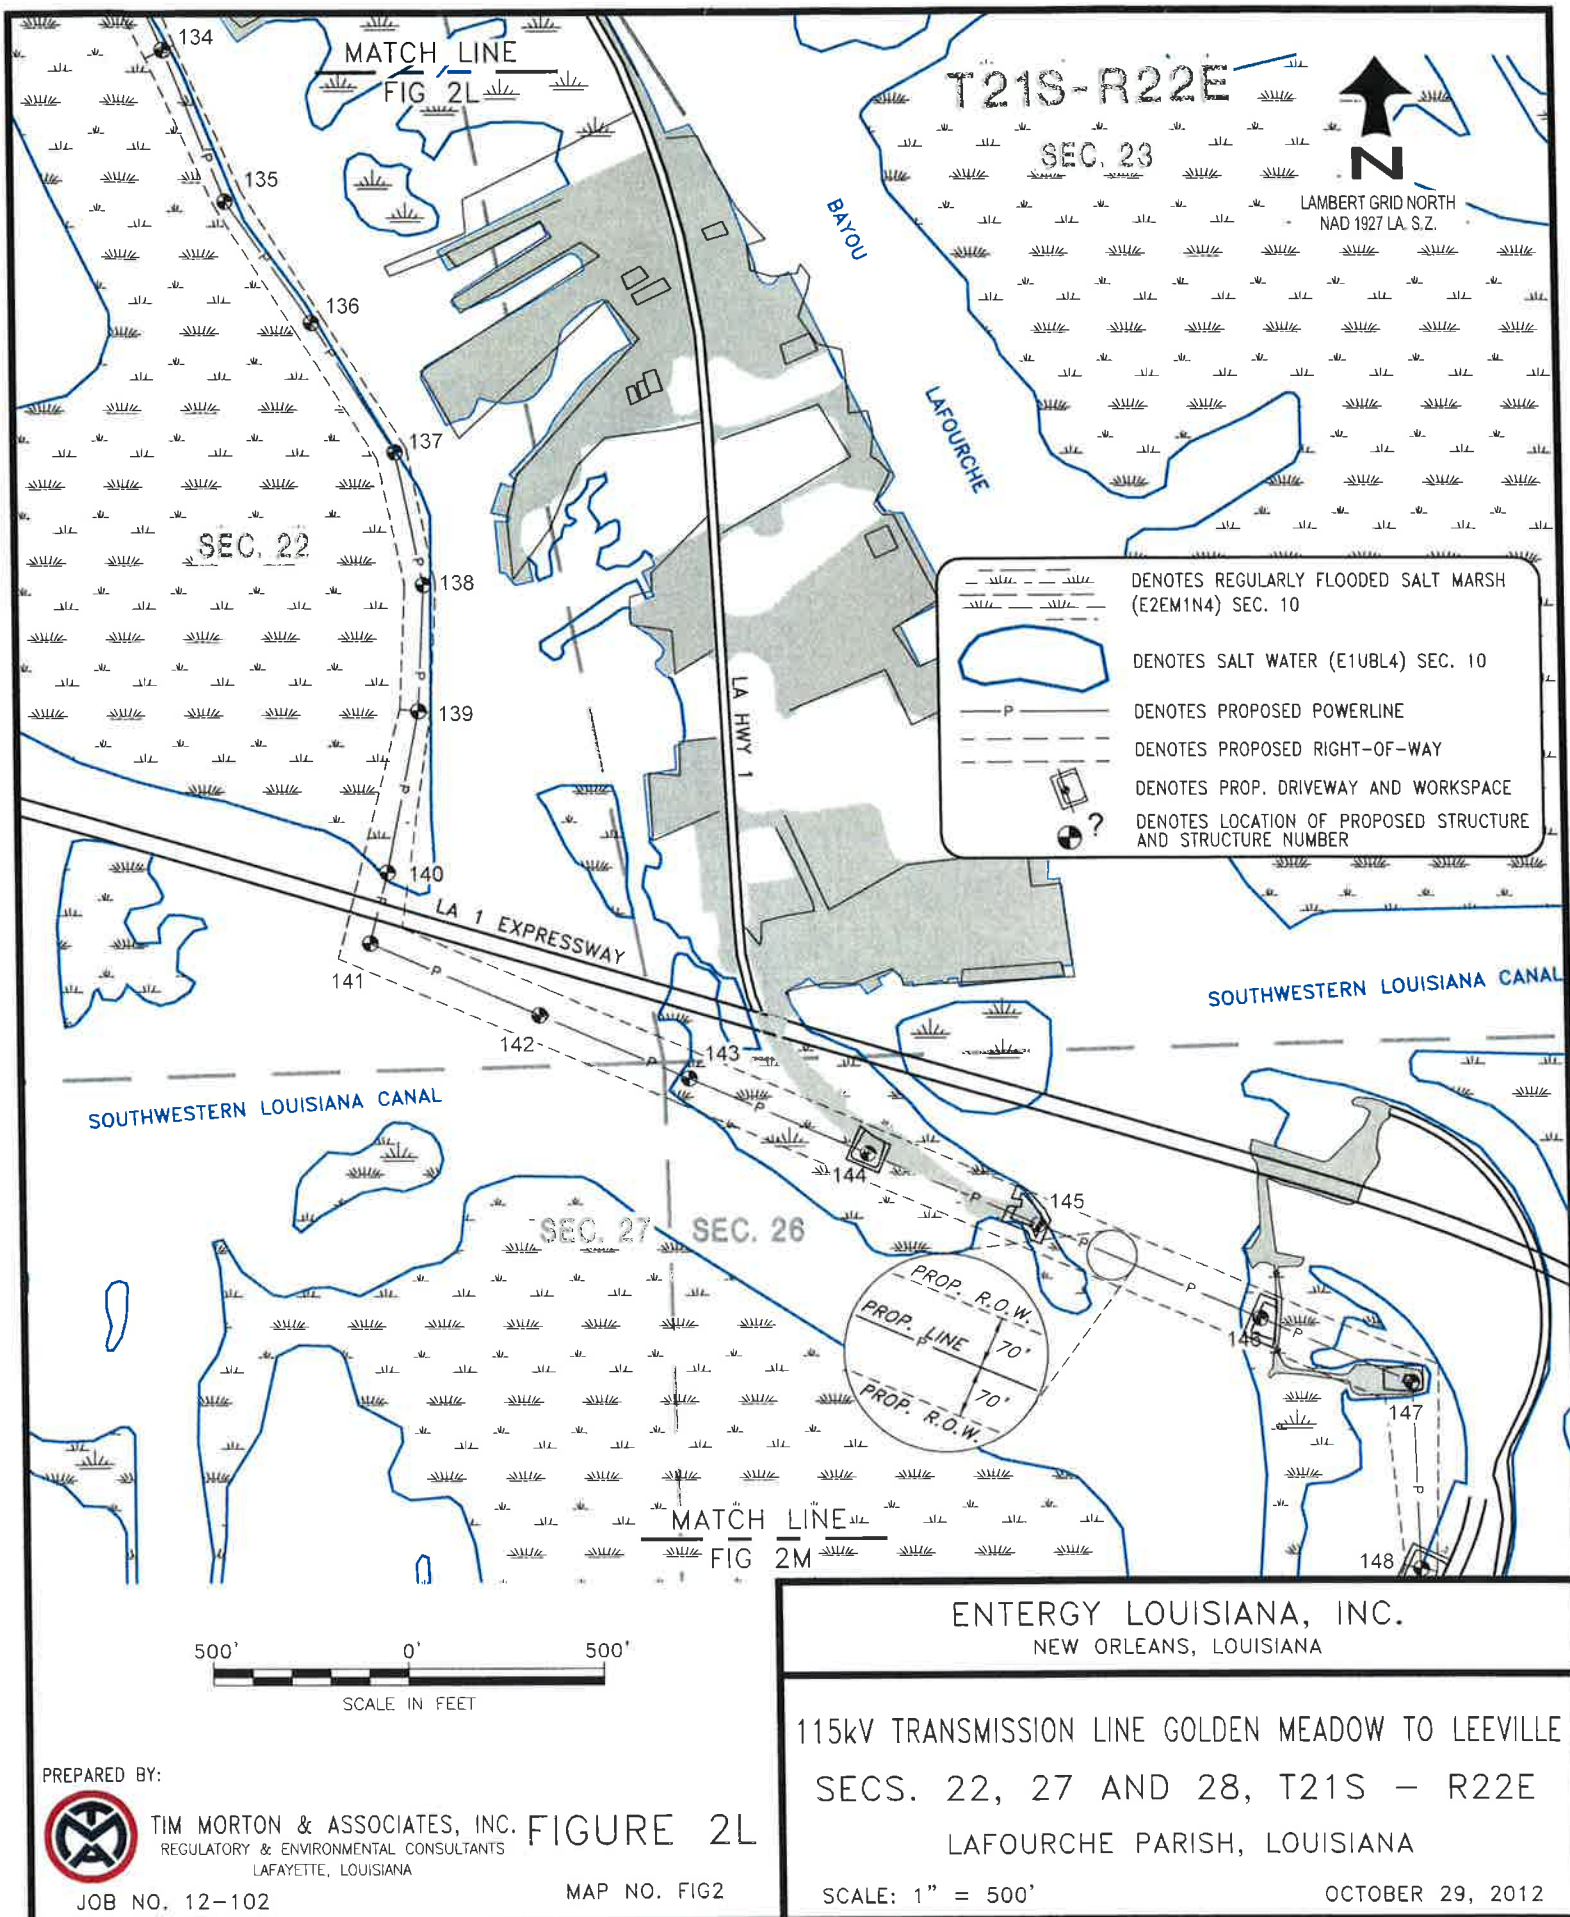 134
MATCH LINE
FIG 2L
T21S-R22E
SEC. 23
N
LAMBERT GRID NORTH
NAD 1927 LA. S.Z.
135
BAYOU
LAFOURCHE
136
137
SEC. 22
138
139
140
141
142
143
144
145
146
147
148
LA HWY 1
LA 1 EXPRESSWAY
DENOTES REGULARLY FLOODED SALT MARSH
(E2EM1N4) SEC. 10
DENOTES SALT WATER (E1UBL4) SEC. 10
P
DENOTES PROPOSED POWERLINE
DENOTES PROPOSED RIGHT-OF-WAY
DENOTES PROP. DRIVEWAY AND WORKSPACE
?
DENOTES LOCATION OF PROPOSED STRUCTURE
AND STRUCTURE NUMBER
SOUTHWESTERN LOUISIANA CANAL
SOUTHWESTERN LOUISIANA CANAL
SEC. 27
SEC. 26
PROP. R.O.W.
PROP. LINE
P
70'
70'
PROP. R.O.W.
MATCH LINE
FIG 2M
500' 0' 500'
SCALE IN FEET
ENTERGY LOUISIANA, INC.
NEW ORLEANS, LOUISIANA
115kV TRANSMISSION LINE GOLDEN MEADOW TO LEEVILLE
SECS. 22, 27 AND 28, T21S - R22E
LAFOURCHE PARISH, LOUISIANA
SCALE: 1" = 500'
OCTOBER 29, 2012
PREPARED BY:
TMA
TIM MORTON & ASSOCIATES, INC.
REGULATORY & ENVIRONMENTAL CONSULTANTS
LAFAYETTE, LOUISIANA
JOB NO. 12-102
FIGURE 2L
MAP NO. FIG2